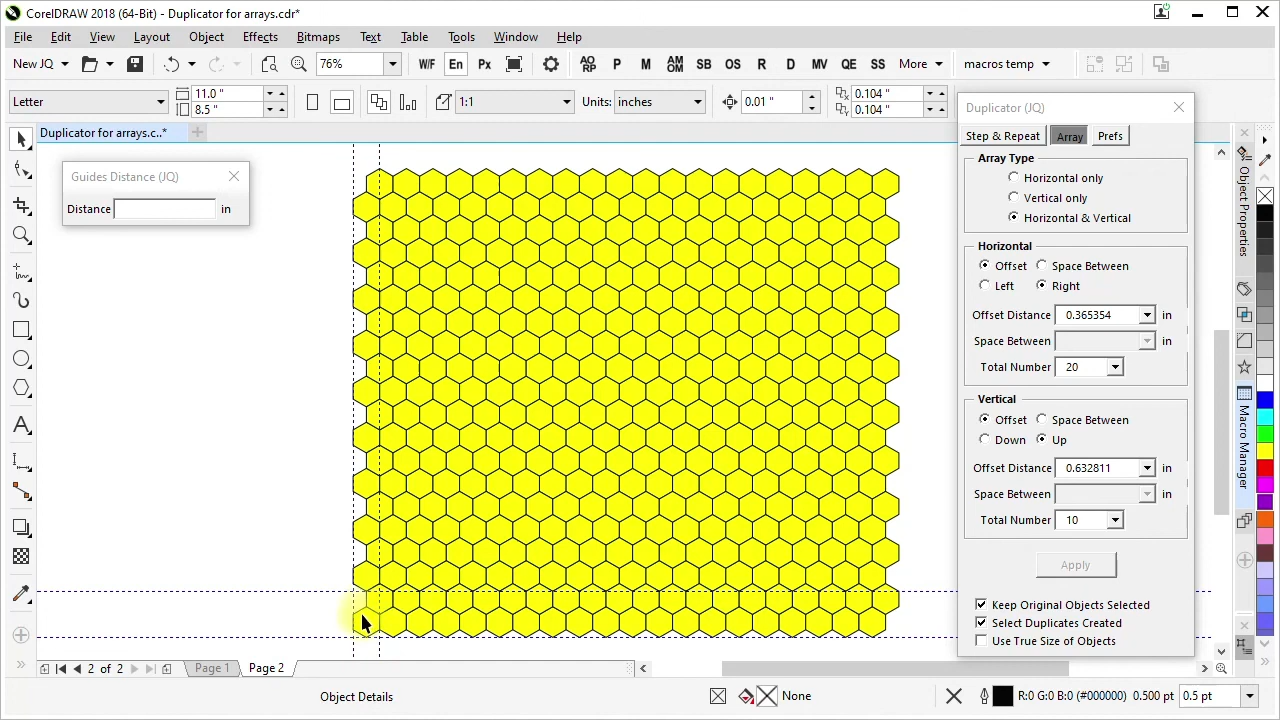 CorelDRAW 2018 (64-Bit) - Duplicator for arrays.cdr*
File Edit View Layout Object Effects Bitmaps Text Table Tools Window Help
New JQ 76% W/F En Px AO RP P M AM OM SB OS R D MV QE SS More macros temp
Letter 11.0 " 8.5 " 1:1 Units: inches 0.01 " 0.104 " 0.104 "
Duplicator for arrays.c..*
Guides Distance (JQ)
Distance in
Duplicator (JQ)
Step & Repeat Array Prefs
Array Type
Horizontal only
Vertical only
Horizontal & Vertical
Horizontal
Offset Space Between
Left Right
Offset Distance 0.365354 in
Space Between in
Total Number 20
Vertical
Offset Space Between
Down Up
Offset Distance 0.632811 in
Space Between in
Total Number 10
Apply
Keep Original Objects Selected
Select Duplicates Created
Use True Size of Objects
Object Properties
Macro Manager
2 of 2 Page 1 Page 2
Object Details None R:0 G:0 B:0 (#000000) 0.500 pt 0.5 pt